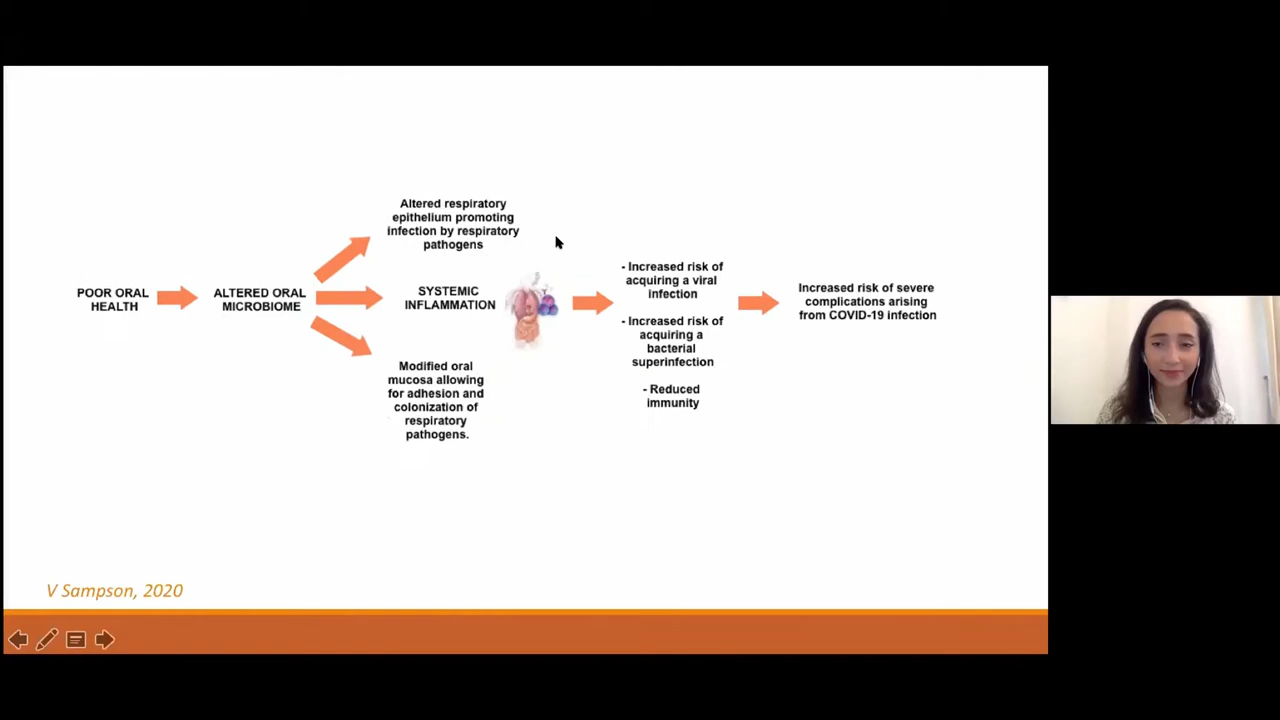 POOR ORAL
HEALTH
ALTERED ORAL
MICROBIOME
Altered respiratory
epithelium promoting
infection by respiratory
pathogens
SYSTEMIC
INFLAMMATION
Modified oral
mucosa allowing
for adhesion and
colonization of
respiratory
pathogens.
- Increased risk of
acquiring a viral
infection
- Increased risk of
acquiring a
bacterial
superinfection
- Reduced
immunity
Increased risk of severe
complications arising
from COVID-19 infection
V Sampson, 2020